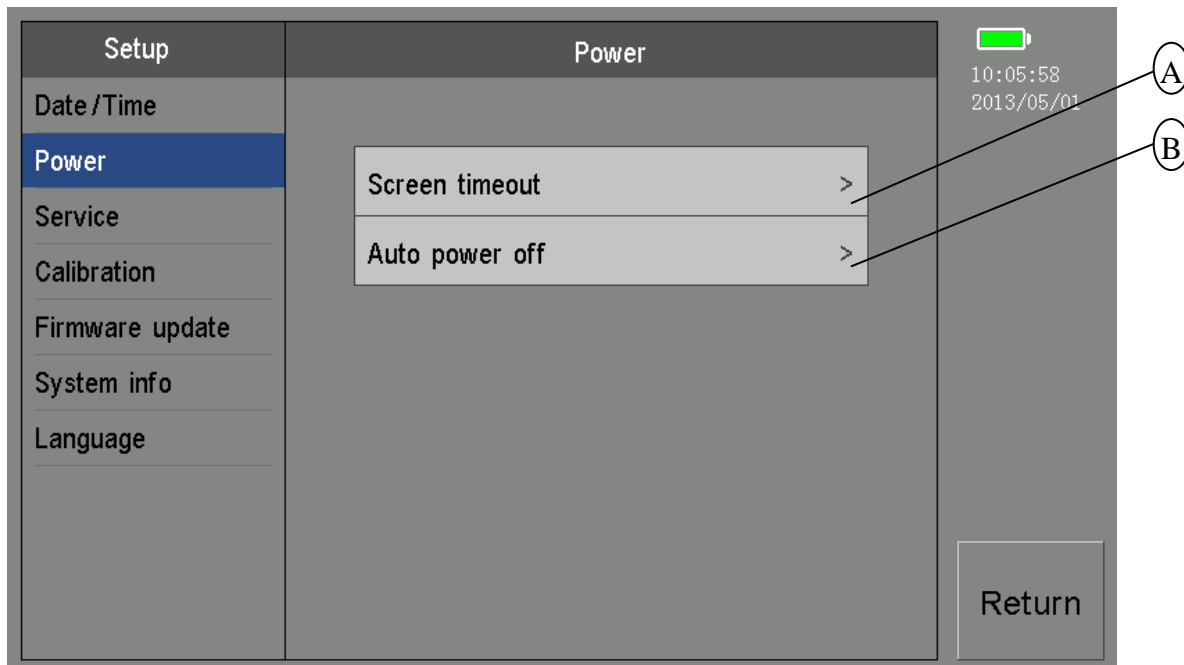 Setup
Date/Time
Power
Service
Calibration
Firmware update
System info
Language
Power
Screen timeout >
Auto power off >
10:05:58
2013/05/01
Return
A
B